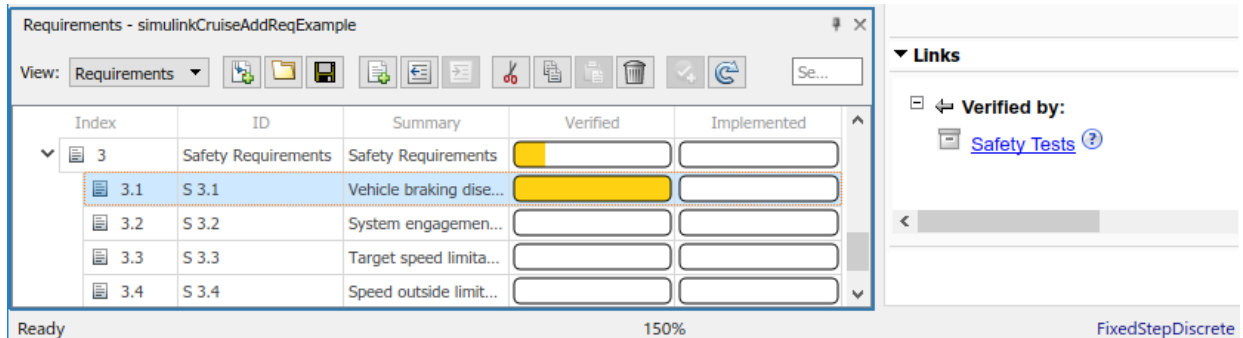 Requirements - simulinkCruiseAddReqExample
View: Requirements Se...
Index ID Summary Verified Implemented
3 Safety Requirements Safety Requirements
3.1 S 3.1 Vehicle braking dise...
3.2 S 3.2 System engagemen...
3.3 S 3.3 Target speed limita...
3.4 S 3.4 Speed outside limit...
Links
Verified by:
Safety Tests ?
Ready 150% FixedStepDiscrete